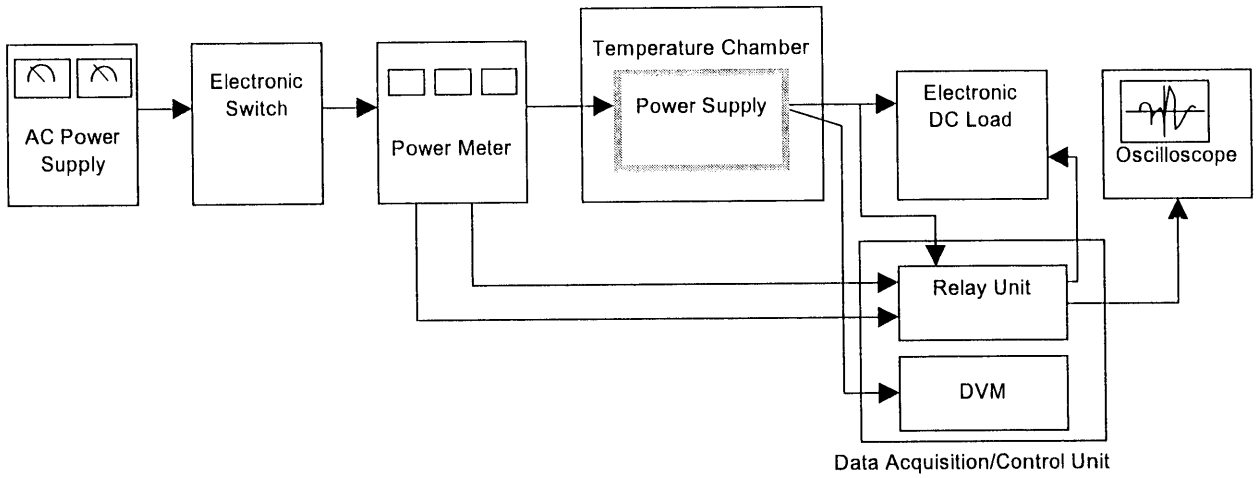 AC Power
Supply
Electronic
Switch
Power Meter
Temperature Chamber
Power Supply
Electronic
DC Load
Oscilloscope
Relay Unit
DVM
Data Acquisition/Control Unit